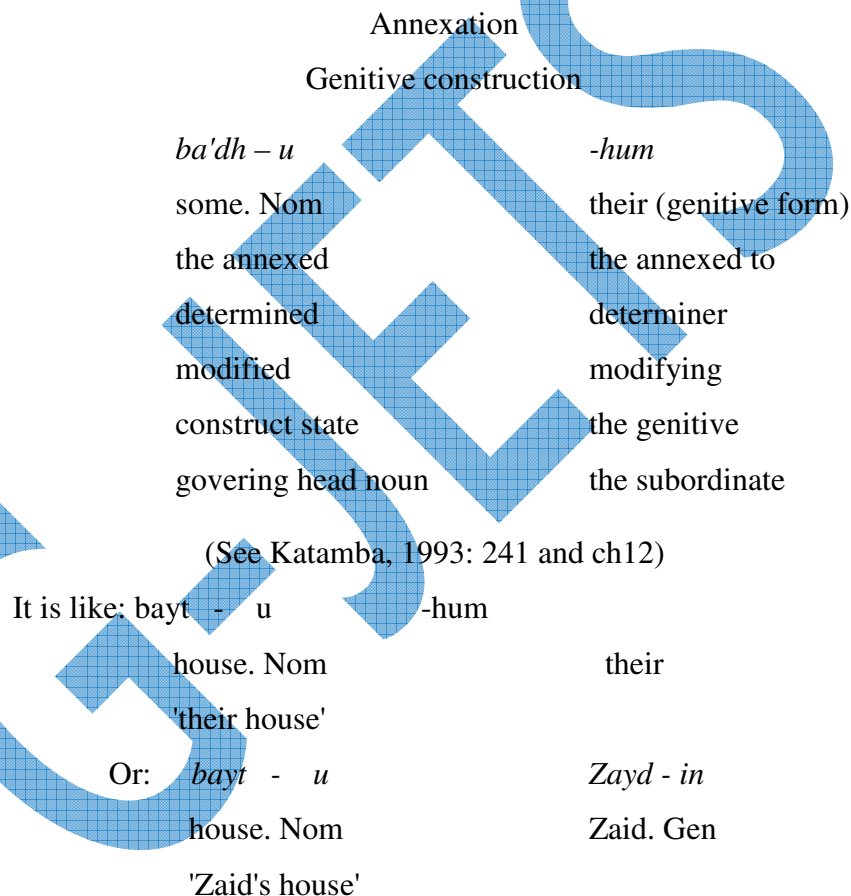 Annexation
Genitive construction
ba'dh – u -hum
some. Nom their (genitive form)
the annexed the annexed to
determined determiner
modified modifying
construct state the genitive
govering head noun the subordinate
(See Katamba, 1993: 241 and ch12)
It is like: bayt - u -hum
house. Nom their
'their house'
Or: bayt - u Zayd - in
house. Nom Zaid. Gen
'Zaid's house'
G-JETS